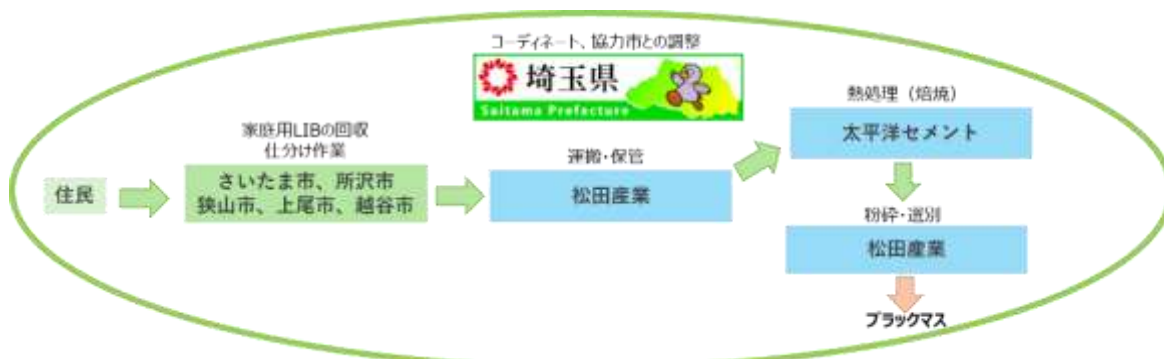 コーディネート、協力市との調整
埼玉県
Saitama Prefecture
熱処理（焙焼）
太平洋セメント
家庭用LIBの回収
仕分け作業
運搬・保管
住民
さいたま市、所沢市
狭山市、上尾市、越谷市
松田産業
粉砕・選別
松田産業
ブラックマス